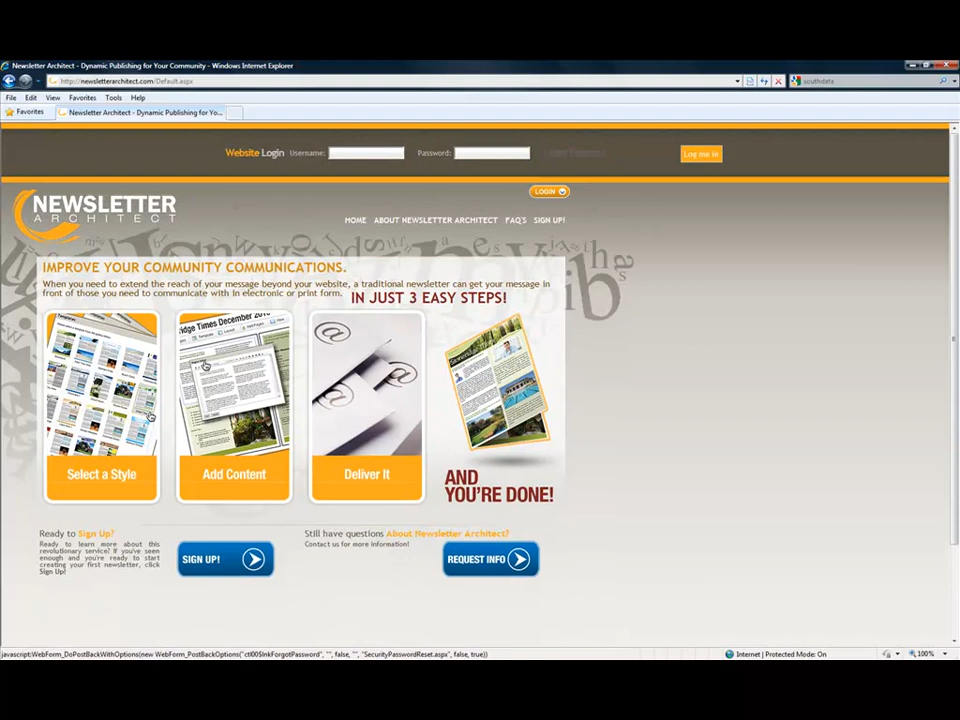 Newsletter Architect - Dynamic Publishing for Your Community - Windows Internet Explorer
http://newsletterarchitect.com/Default.aspx
southdata
File Edit View Favorites Tools Help
Favorites
Newsletter Architect - Dynamic Publishing for Yo...
Website Login Username: Password: Log me in
LOGIN
NEWSLETTER
ARCHITECT
HOME ABOUT NEWSLETTER ARCHITECT FAQ'S SIGN UP!
IMPROVE YOUR COMMUNITY COMMUNICATIONS.
When you need to extend the reach of your message beyond your website, a traditional newsletter can get your message in
front of those you need to communicate with in electronic or print form.
IN JUST 3 EASY STEPS!
Templates
ridge Times December 2010
Select a Style
Add Content
Deliver It
AND
YOU'RE DONE!
Ready to Sign Up?
Ready to learn more about this
revolutionary service? If you've seen
enough and you're ready to start
creating your first newsletter, click
Sign Up!
SIGN UP!
Still have questions About Newsletter Architect?
Contact us for more information!
REQUEST INFO
javascript:WebForm_DoPostBackWithOptions(new WebForm_PostBackOptions("ctl00$lnkForgotPassword", "", false, "", "SecurityPasswordReset.aspx", false, true))
Internet | Protected Mode: On
100%